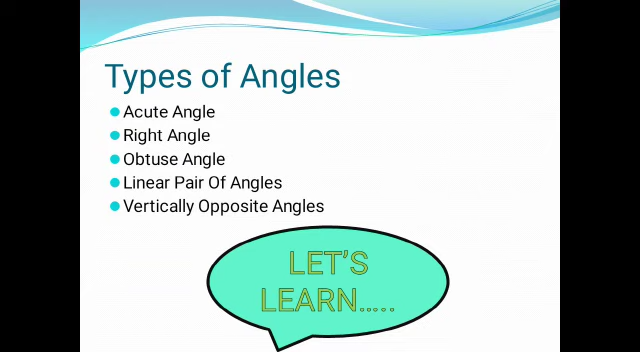 Types of Angles
Acute Angle
Right Angle
Obtuse Angle
Linear Pair Of Angles
Vertically Opposite Angles
LET'S
LEARN.....